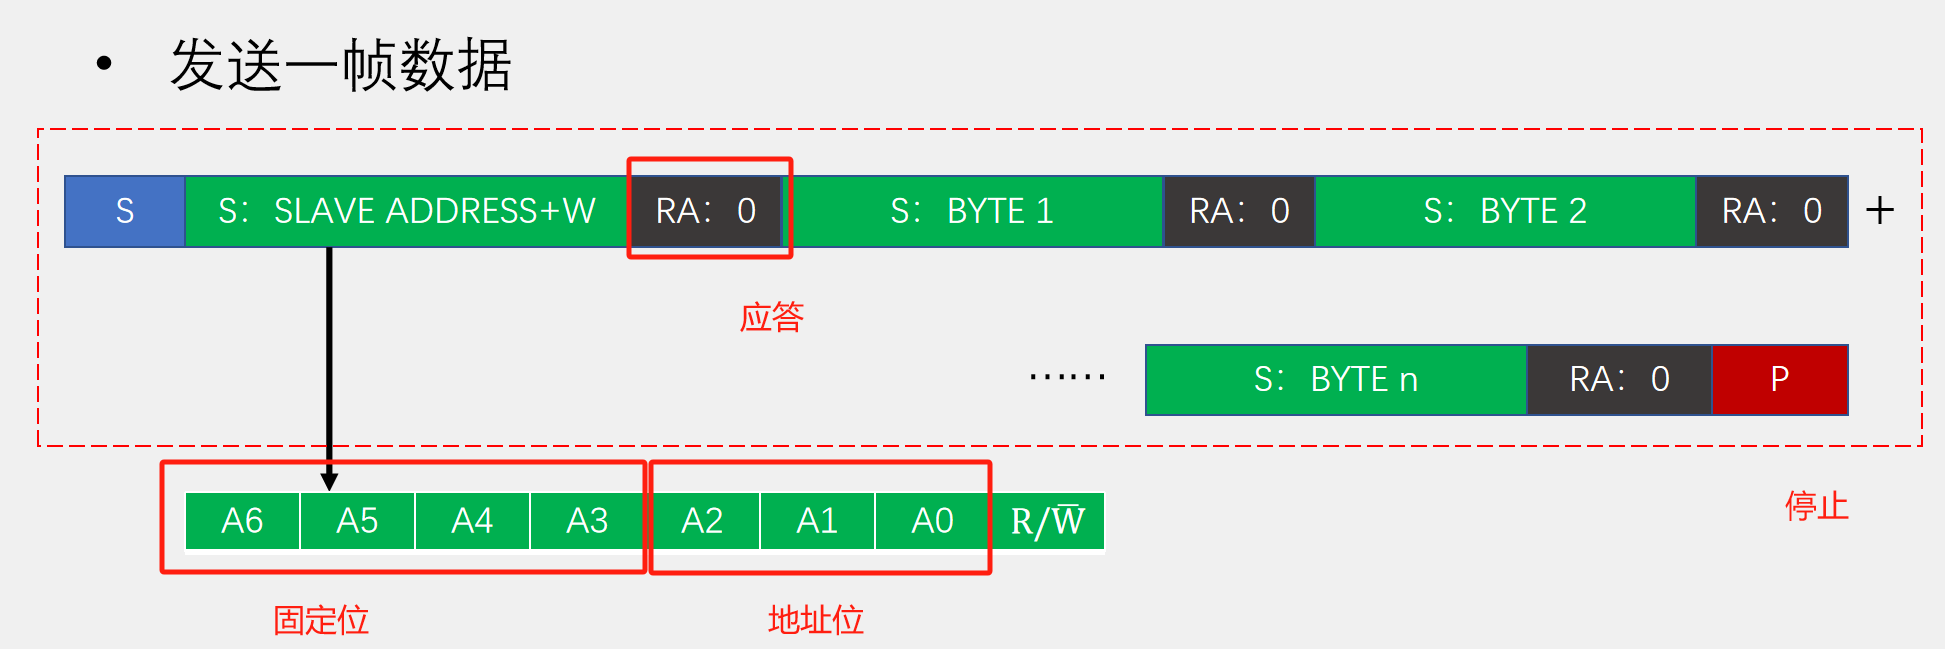 • 发送一帧数据
S S：SLAVE ADDRESS+W RA：0 S：BYTE 1 RA：0 S：BYTE 2 RA：0 +
应答
…… S：BYTE n RA：0 P
停止
A6 A5 A4 A3 A2 A1 A0 R/W̅
固定位 地址位